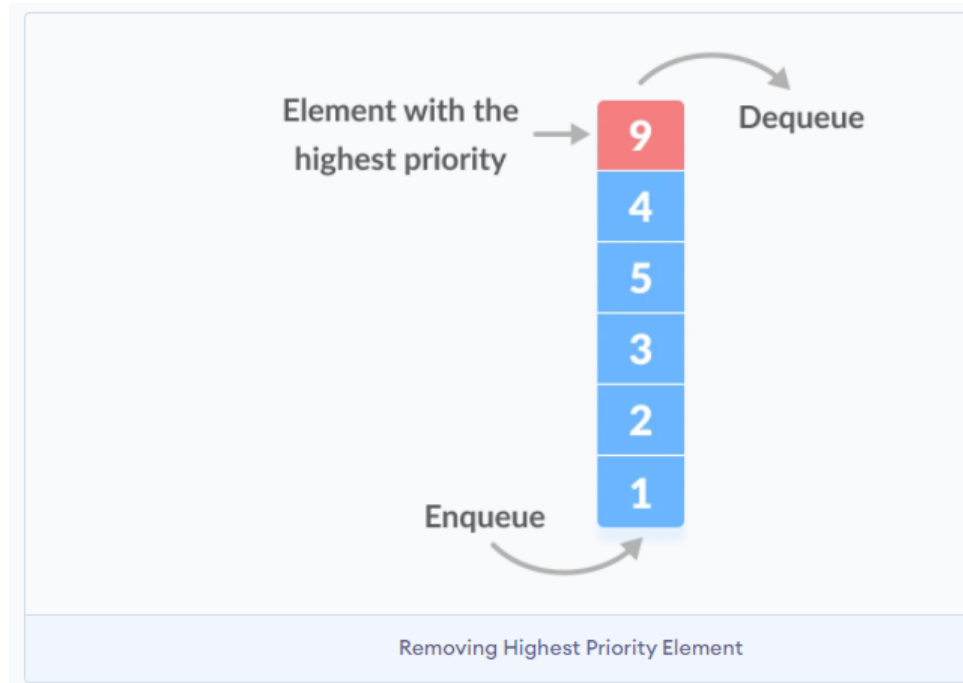 Element with the
highest priority
9
Dequeue
4
5
3
2
1
Enqueue
Removing Highest Priority Element